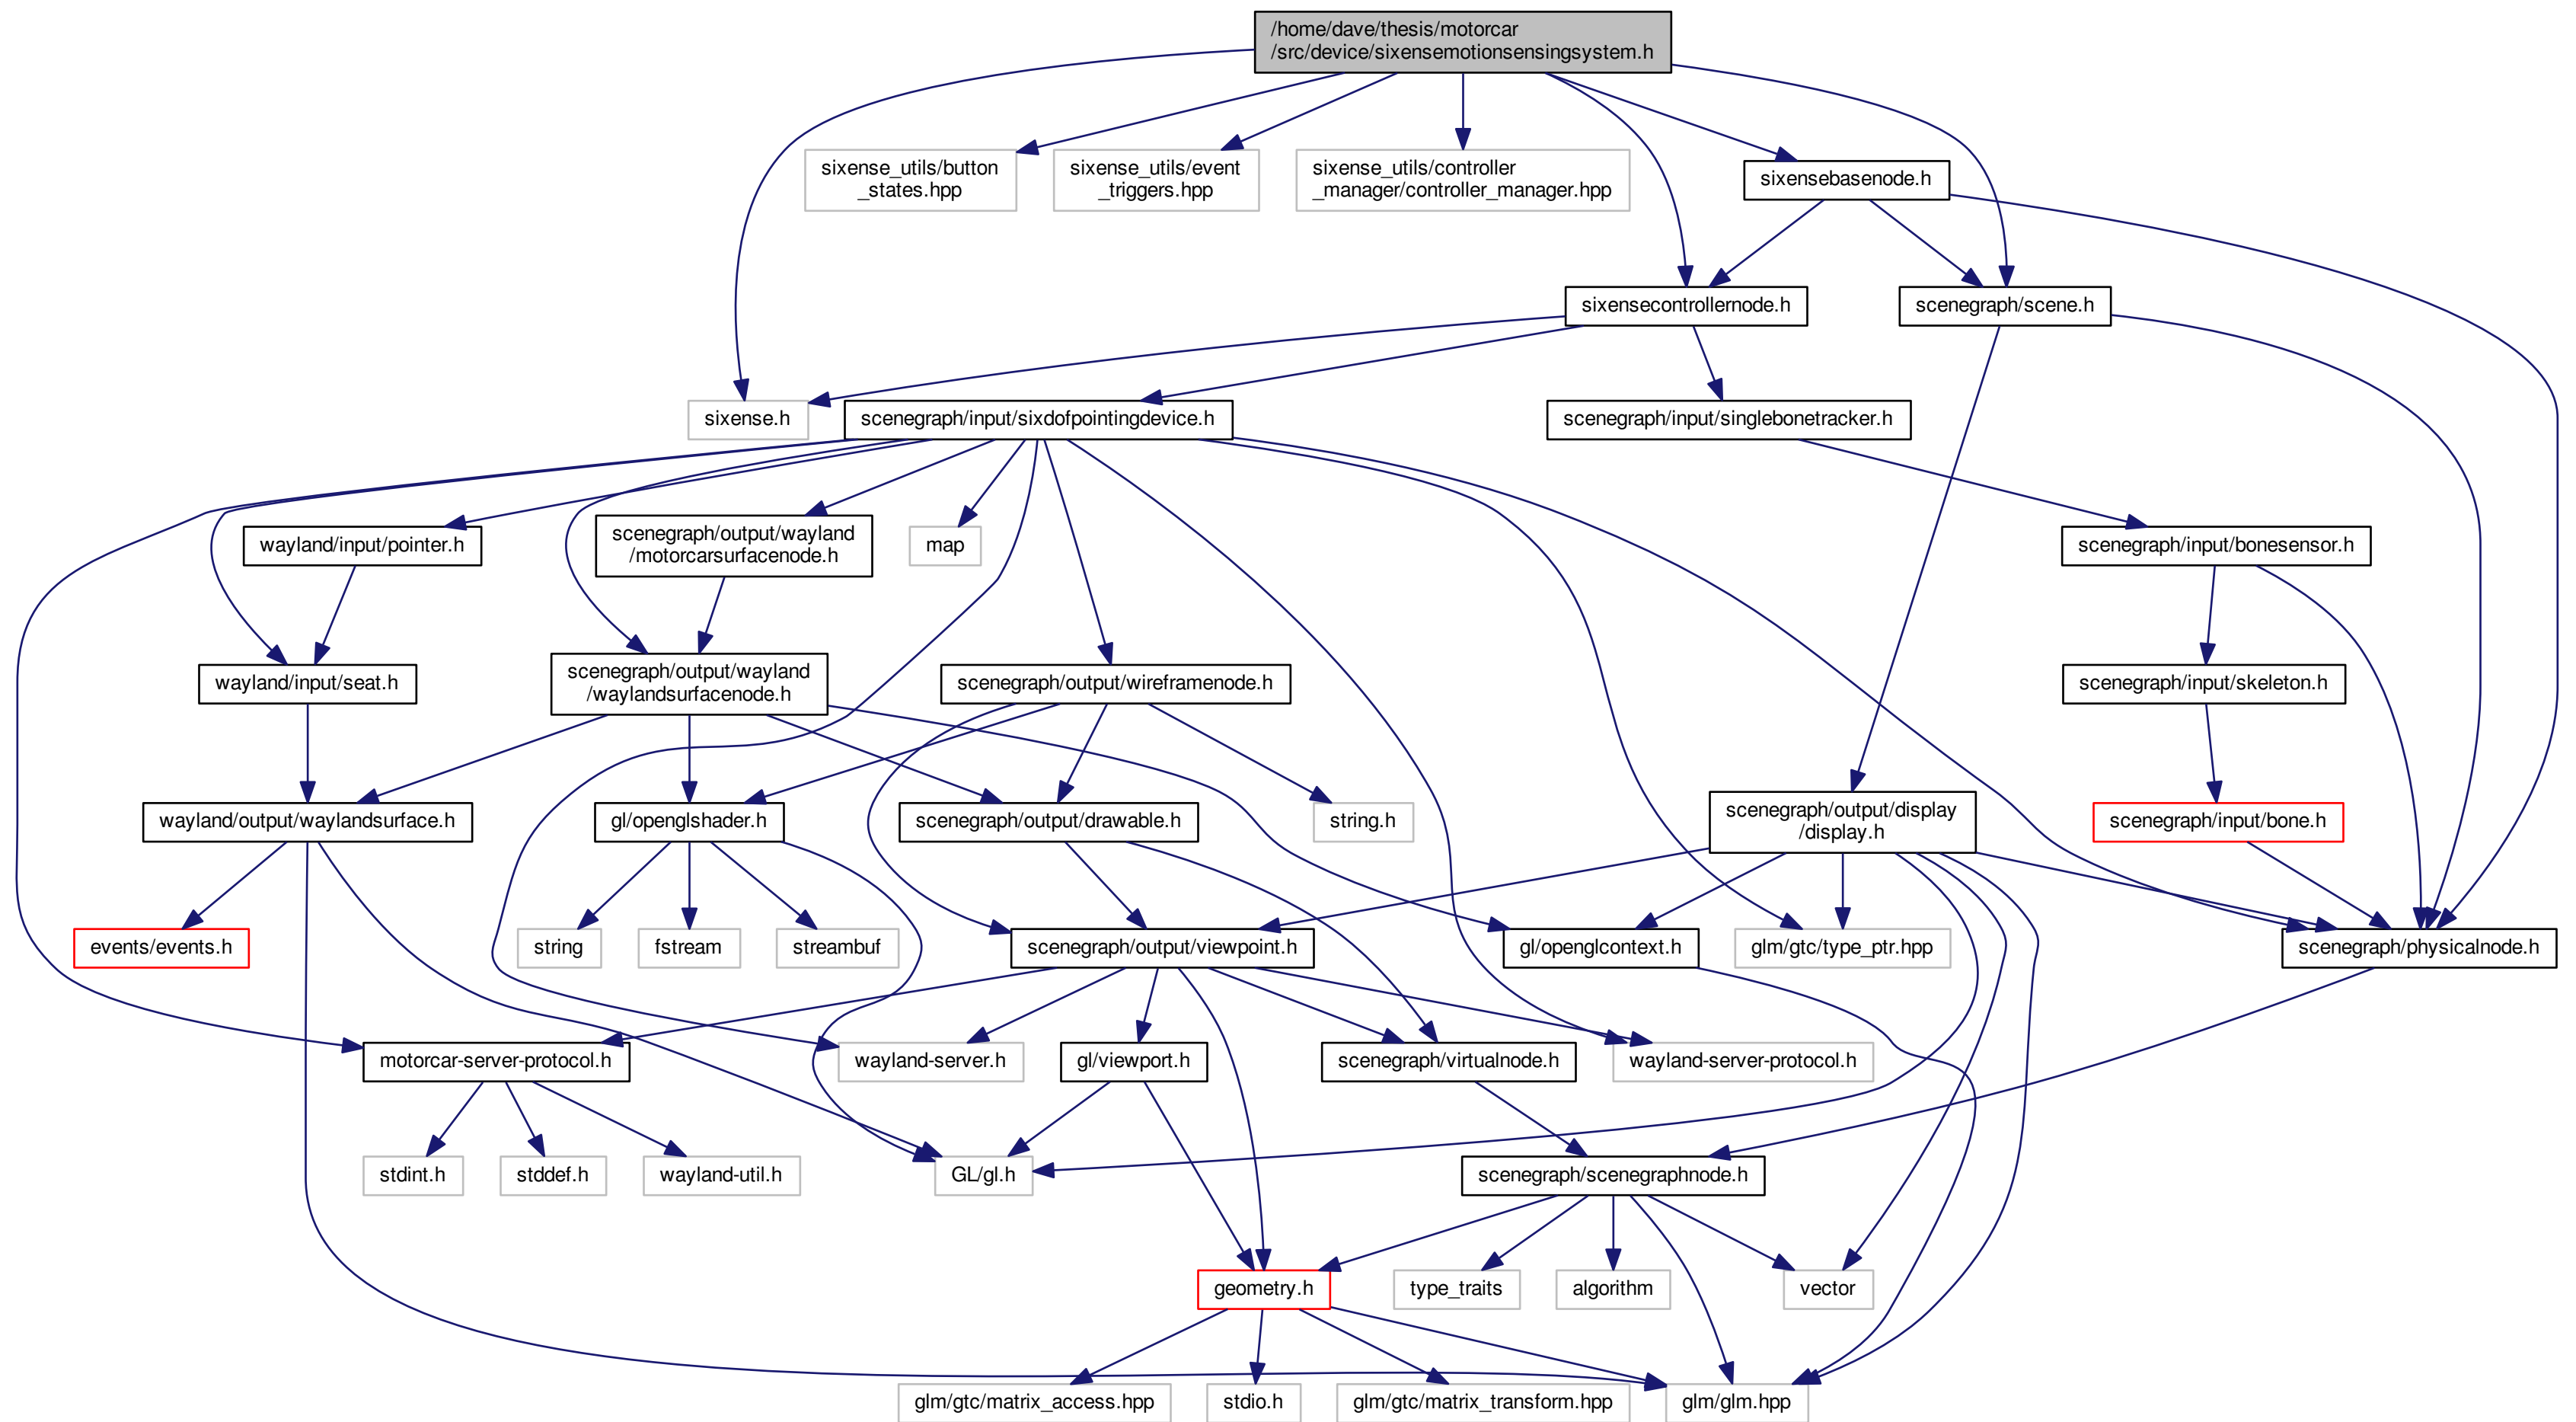 /home/dave/thesis/motorcar
/src/device/sixensemotionsensingsystem.h
sixense_utils/button
_states.hpp
sixense_utils/event
_triggers.hpp
sixense_utils/controller
_manager/controller_manager.hpp
sixensebasenode.h
sixensecontrollernode.h
scenegraph/scene.h
sixense.h
scenegraph/input/sixdofpointingdevice.h
scenegraph/input/singlebonetracker.h
wayland/input/pointer.h
scenegraph/output/wayland
/motorcarsurfacenode.h
map
scenegraph/input/bonesensor.h
wayland/input/seat.h
scenegraph/output/wayland
/waylandsurfacenode.h
scenegraph/output/wireframenode.h
scenegraph/input/skeleton.h
wayland/output/waylandsurface.h
gl/openglshader.h
scenegraph/output/drawable.h
string.h
scenegraph/output/display
/display.h
scenegraph/input/bone.h
events/events.h
string
fstream
streambuf
scenegraph/output/viewpoint.h
gl/openglcontext.h
glm/gtc/type_ptr.hpp
scenegraph/physicalnode.h
motorcar-server-protocol.h
wayland-server.h
gl/viewport.h
scenegraph/virtualnode.h
wayland-server-protocol.h
stdint.h
stddef.h
wayland-util.h
GL/gl.h
scenegraph/scenegraphnode.h
geometry.h
type_traits
algorithm
vector
glm/gtc/matrix_access.hpp
stdio.h
glm/gtc/matrix_transform.hpp
glm/glm.hpp